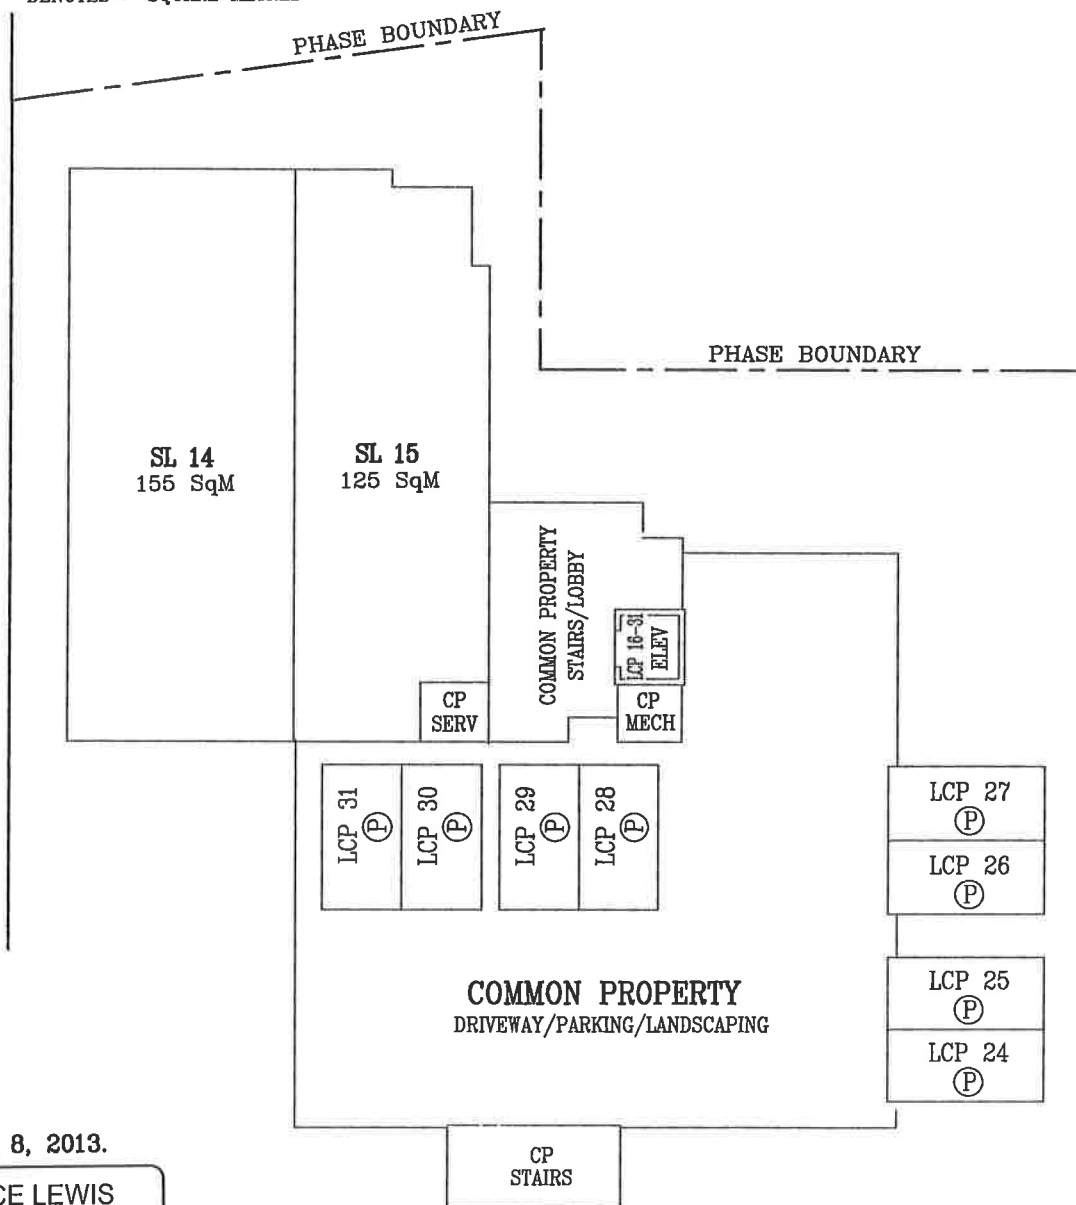 PHASE BOUNDARY
PHASE BOUNDARY
SL 14
155 SqM
SL 15
125 SqM
COMMON PROPERTY
STAIRS/LOBBY
LCP 16-31
ELEV
CP
SERV
CP
MECH
LCP 31
P
LCP 30
P
LCP 29
P
LCP 28
P
LCP 27
P
LCP 26
P
LCP 25
P
LCP 24
P
COMMON PROPERTY
DRIVEWAY/PARKING/LANDSCAPING
8, 2013.
CE LEWIS
CP
STAIRS